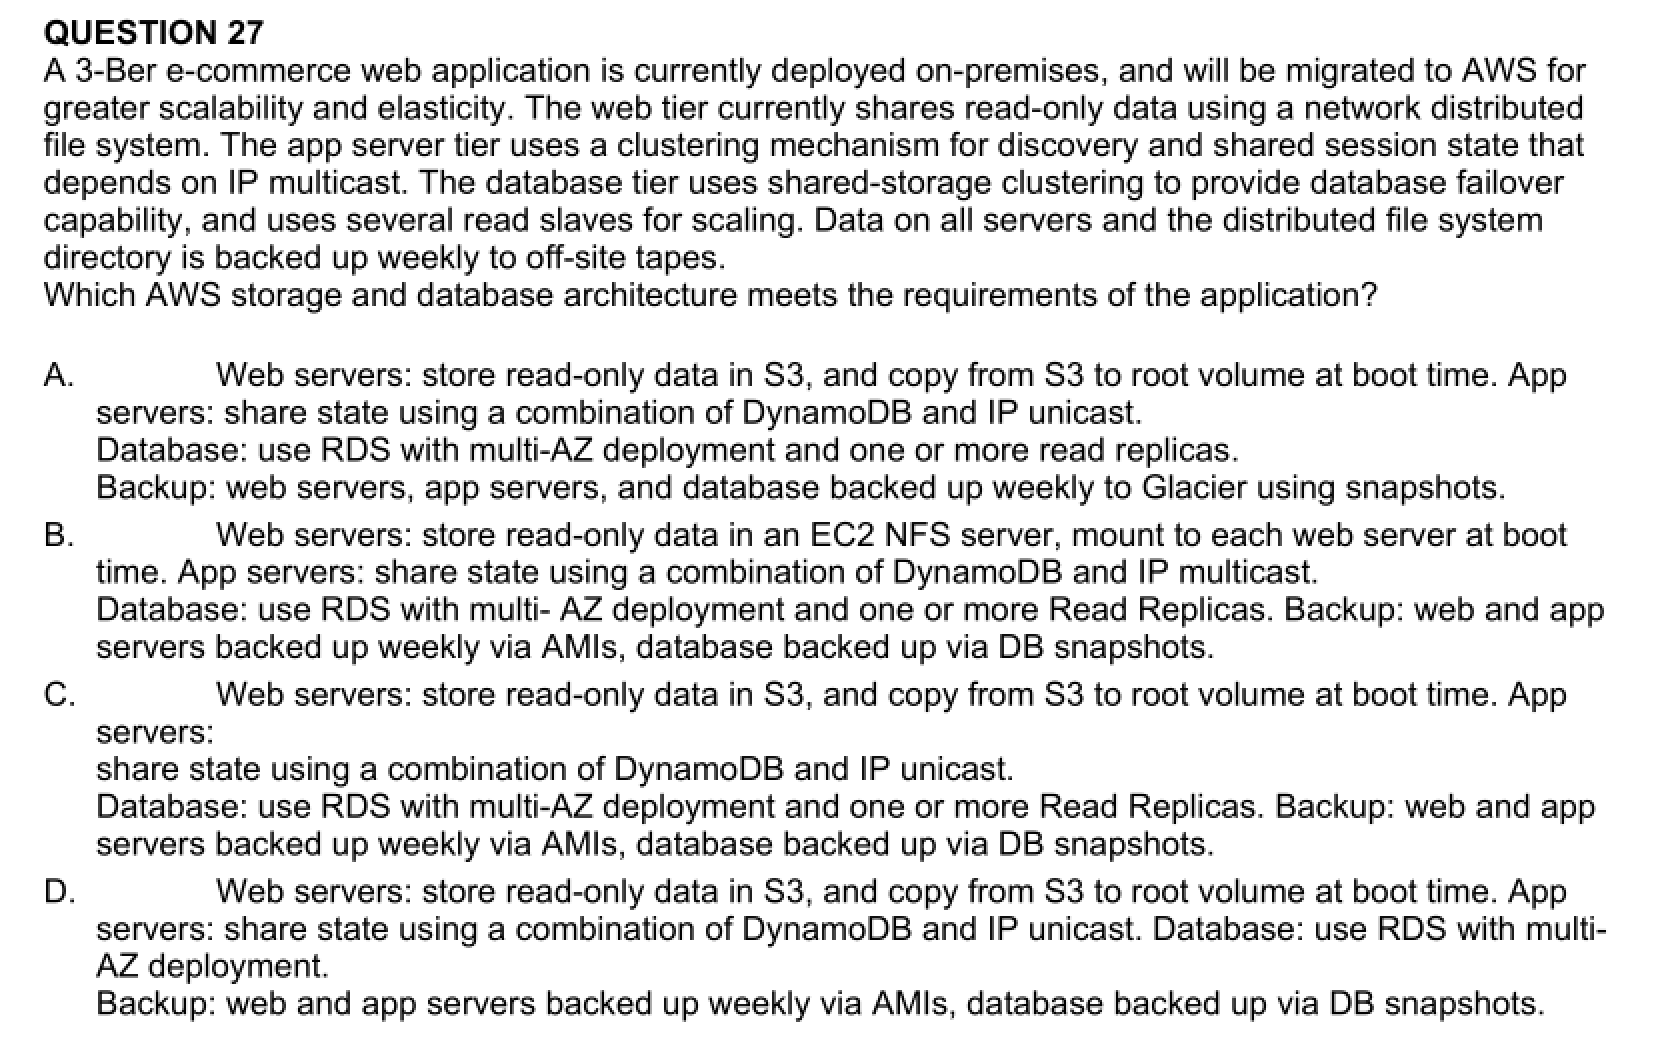 QUESTION 27
A 3-Ber e-commerce web application is currently deployed on-premises, and will be migrated to AWS for
greater scalability and elasticity. The web tier currently shares read-only data using a network distributed
file system. The app server tier uses a clustering mechanism for discovery and shared session state that
depends on IP multicast. The database tier uses shared-storage clustering to provide database failover
capability, and uses several read slaves for scaling. Data on all servers and the distributed file system
directory is backed up weekly to off-site tapes.
Which AWS storage and database architecture meets the requirements of the application?
A. Web servers: store read-only data in S3, and copy from S3 to root volume at boot time. App
servers: share state using a combination of DynamoDB and IP unicast.
Database: use RDS with multi-AZ deployment and one or more read replicas.
Backup: web servers, app servers, and database backed up weekly to Glacier using snapshots.
B. Web servers: store read-only data in an EC2 NFS server, mount to each web server at boot
time. App servers: share state using a combination of DynamoDB and IP multicast.
Database: use RDS with multi- AZ deployment and one or more Read Replicas. Backup: web and app
servers backed up weekly via AMIs, database backed up via DB snapshots.
C. Web servers: store read-only data in S3, and copy from S3 to root volume at boot time. App
servers:
share state using a combination of DynamoDB and IP unicast.
Database: use RDS with multi-AZ deployment and one or more Read Replicas. Backup: web and app
servers backed up weekly via AMIs, database backed up via DB snapshots.
D. Web servers: store read-only data in S3, and copy from S3 to root volume at boot time. App
servers: share state using a combination of DynamoDB and IP unicast. Database: use RDS with multi-
AZ deployment.
Backup: web and app servers backed up weekly via AMIs, database backed up via DB snapshots.